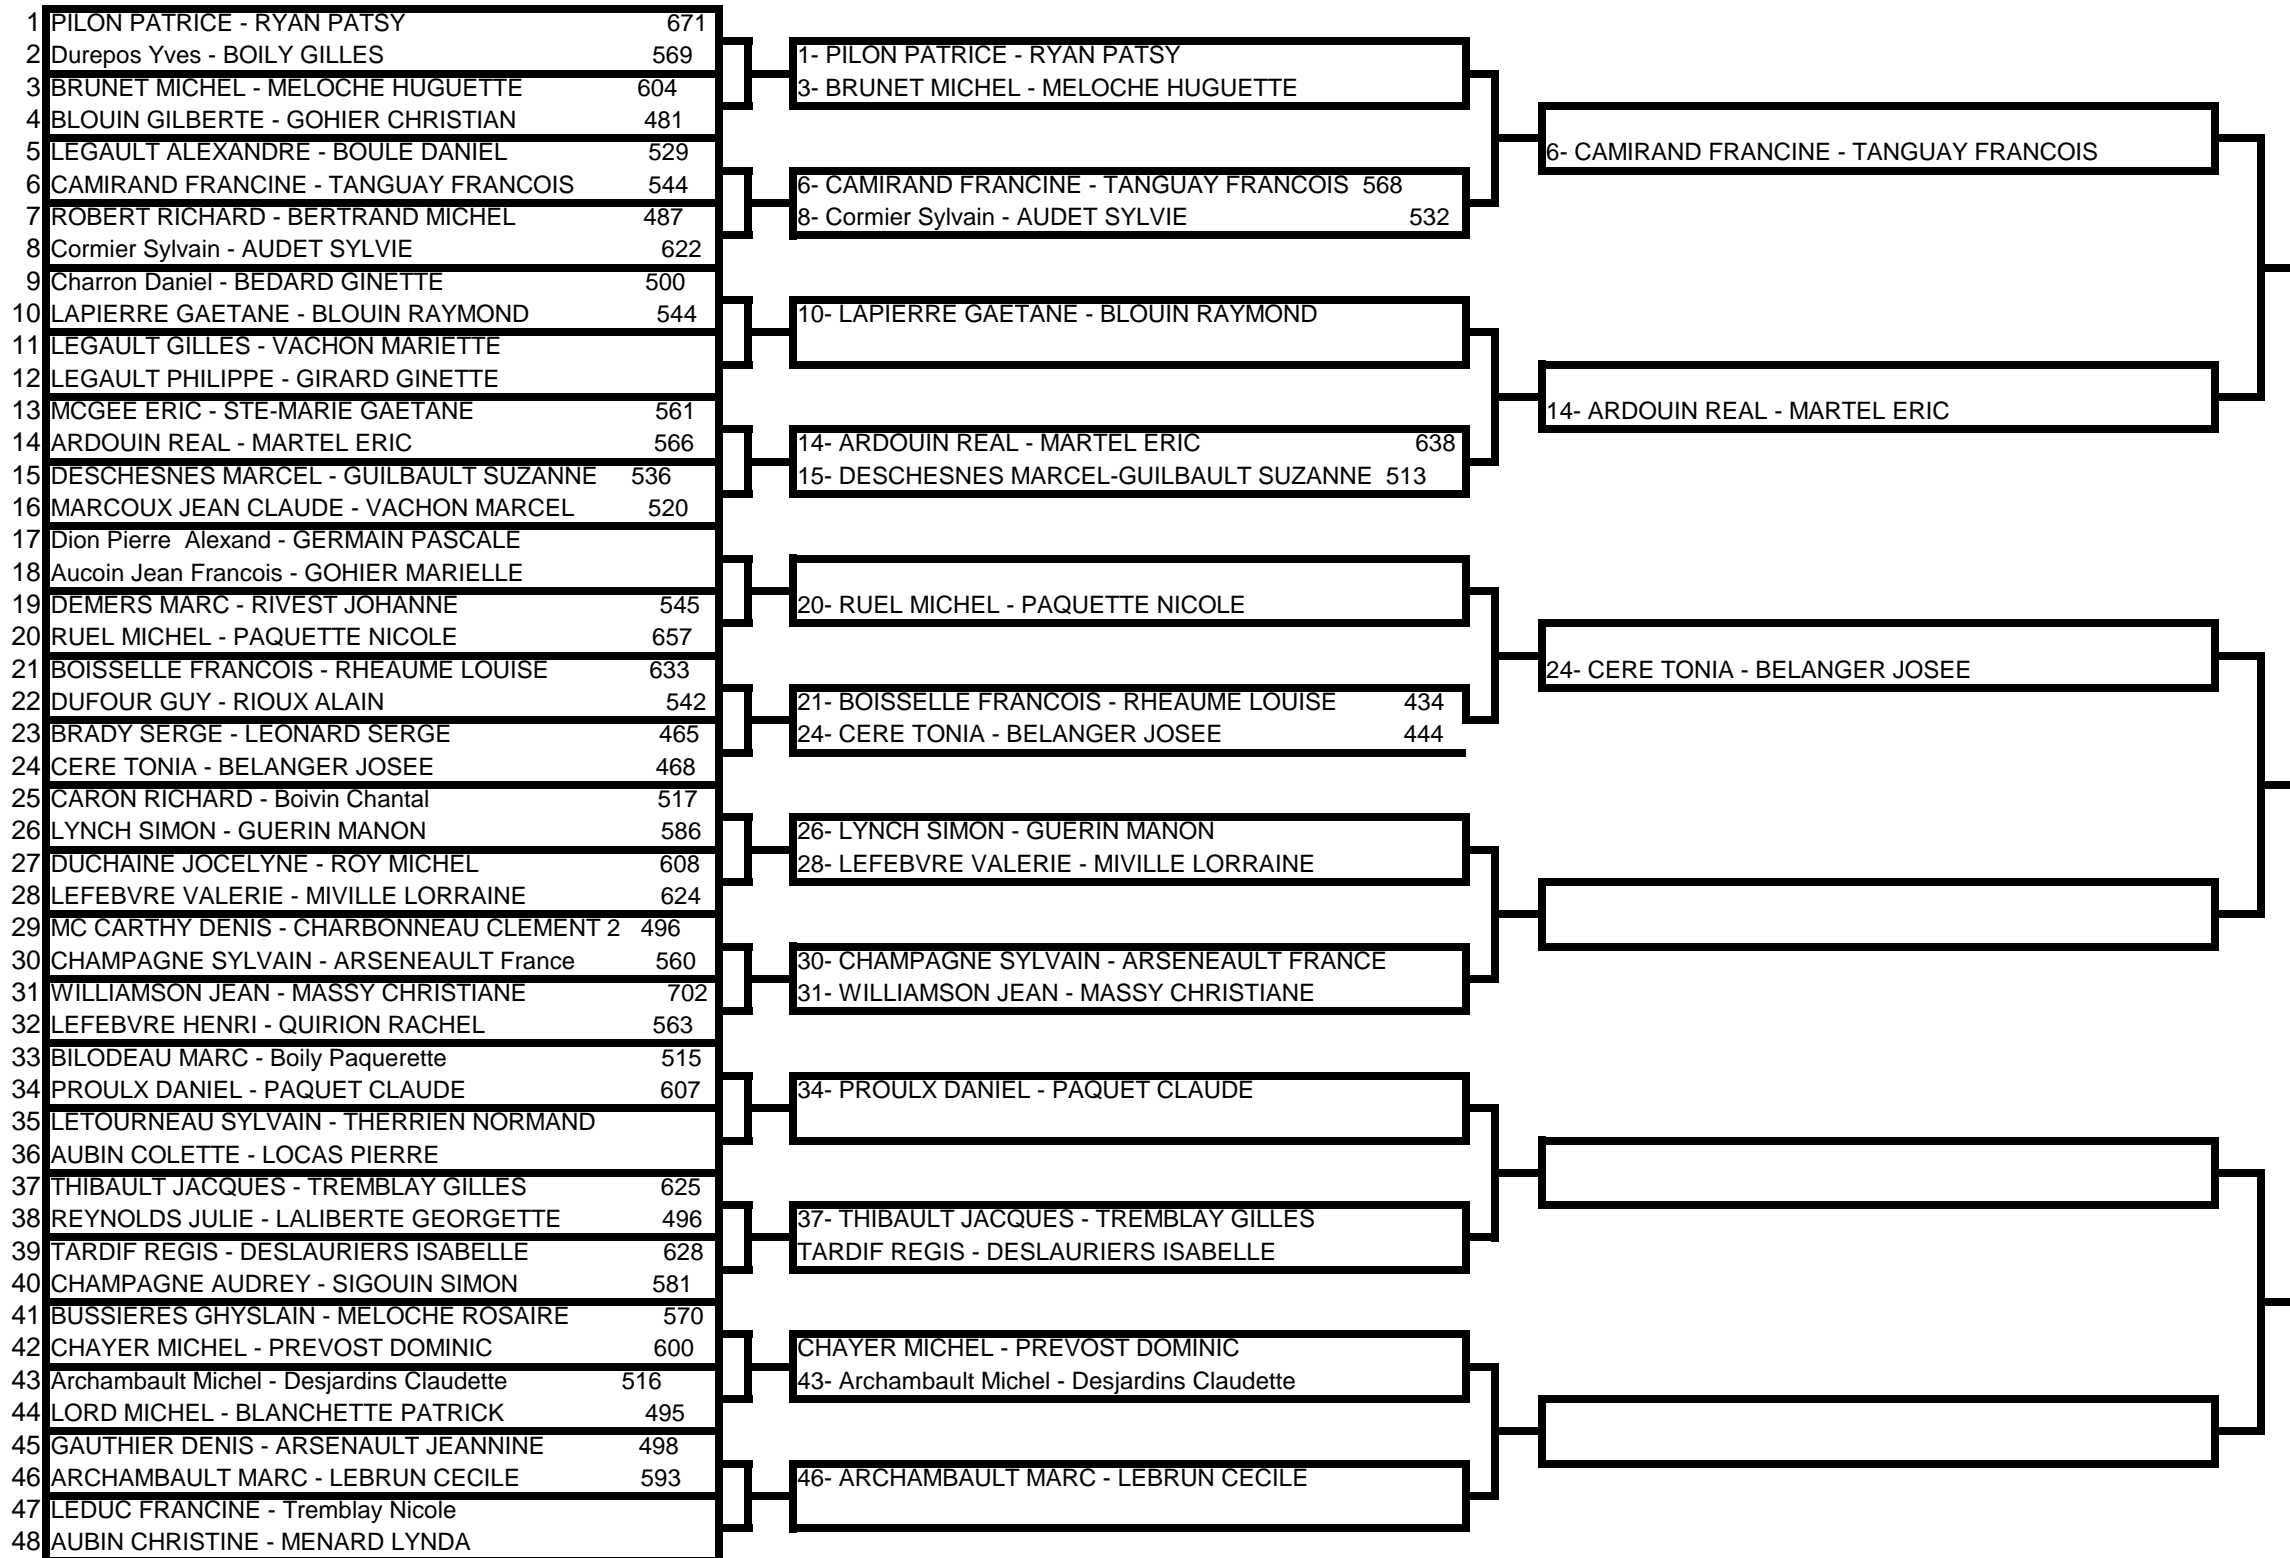 1 PILON PATRICE - RYAN PATSY 671
2 Durepos Yves - BOILY GILLES 569
3 BRUNET MICHEL - MELOCHE HUGUETTE 604
4 BLOUIN GILBERTE - GOHIER CHRISTIAN 481
5 LEGAULT ALEXANDRE - BOULE DANIEL 529
6 CAMIRAND FRANCINE - TANGUAY FRANCOIS 544
7 ROBERT RICHARD - BERTRAND MICHEL 487
8 Cormier Sylvain - AUDET SYLVIE 622
9 Charron Daniel - BEDARD GINETTE 500
10 LAPIERRE GAETANE - BLOUIN RAYMOND 544
11 LEGAULT GILLES - VACHON MARIETTE
12 LEGAULT PHILIPPE - GIRARD GINETTE
13 MCGEE ERIC - STE-MARIE GAETANE 561
14 ARDOUIN REAL - MARTEL ERIC 566
15 DESCHESNES MARCEL - GUILBAULT SUZANNE 536
16 MARCOUX JEAN CLAUDE - VACHON MARCEL 520
17 Dion Pierre  Alexand - GERMAIN PASCALE
18 Aucoin Jean Francois - GOHIER MARIELLE
19 DEMERS MARC - RIVEST JOHANNE 545
20 RUEL MICHEL - PAQUETTE NICOLE 657
21 BOISSELLE FRANCOIS - RHEAUME LOUISE 633
22 DUFOUR GUY - RIOUX ALAIN 542
23 BRADY SERGE - LEONARD SERGE 465
24 CERE TONIA - BELANGER JOSEE 468
25 CARON RICHARD - Boivin Chantal 517
26 LYNCH SIMON - GUERIN MANON 586
27 DUCHAINE JOCELYNE - ROY MICHEL 608
28 LEFEBVRE VALERIE - MIVILLE LORRAINE 624
29 MC CARTHY DENIS - CHARBONNEAU CLEMENT 2 496
30 CHAMPAGNE SYLVAIN - ARSENEAULT France 560
31 WILLIAMSON JEAN - MASSY CHRISTIANE 702
32 LEFEBVRE HENRI - QUIRION RACHEL 563
33 BILODEAU MARC - Boily Paquerette 515
34 PROULX DANIEL - PAQUET CLAUDE 607
35 LETOURNEAU SYLVAIN - THERRIEN NORMAND
36 AUBIN COLETTE - LOCAS PIERRE
37 THIBAULT JACQUES - TREMBLAY GILLES 625
38 REYNOLDS JULIE - LALIBERTE GEORGETTE 496
39 TARDIF REGIS - DESLAURIERS ISABELLE 628
40 CHAMPAGNE AUDREY - SIGOUIN SIMON 581
41 BUSSIERES GHYSLAIN - MELOCHE ROSAIRE 570
42 CHAYER MICHEL - PREVOST DOMINIC 600
43 Archambault Michel - Desjardins Claudette 516
44 LORD MICHEL - BLANCHETTE PATRICK 495
45 GAUTHIER DENIS - ARSENAULT JEANNINE 498
46 ARCHAMBAULT MARC - LEBRUN CECILE 593
47 LEDUC FRANCINE - Tremblay Nicole
48 AUBIN CHRISTINE - MENARD LYNDA
1- PILON PATRICE - RYAN PATSY
3- BRUNET MICHEL - MELOCHE HUGUETTE
6- CAMIRAND FRANCINE - TANGUAY FRANCOIS 568
8- Cormier Sylvain - AUDET SYLVIE 532
10- LAPIERRE GAETANE - BLOUIN RAYMOND
14- ARDOUIN REAL - MARTEL ERIC 638
15- DESCHESNES MARCEL-GUILBAULT SUZANNE 513
20- RUEL MICHEL - PAQUETTE NICOLE
21- BOISSELLE FRANCOIS - RHEAUME LOUISE 434
24- CERE TONIA - BELANGER JOSEE 444
26- LYNCH SIMON - GUERIN MANON
28- LEFEBVRE VALERIE - MIVILLE LORRAINE
30- CHAMPAGNE SYLVAIN - ARSENEAULT FRANCE
31- WILLIAMSON JEAN - MASSY CHRISTIANE
34- PROULX DANIEL - PAQUET CLAUDE
37- THIBAULT JACQUES - TREMBLAY GILLES
TARDIF REGIS - DESLAURIERS ISABELLE
CHAYER MICHEL - PREVOST DOMINIC
43- Archambault Michel - Desjardins Claudette
46- ARCHAMBAULT MARC - LEBRUN CECILE
6- CAMIRAND FRANCINE - TANGUAY FRANCOIS
14- ARDOUIN REAL - MARTEL ERIC
24- CERE TONIA - BELANGER JOSEE